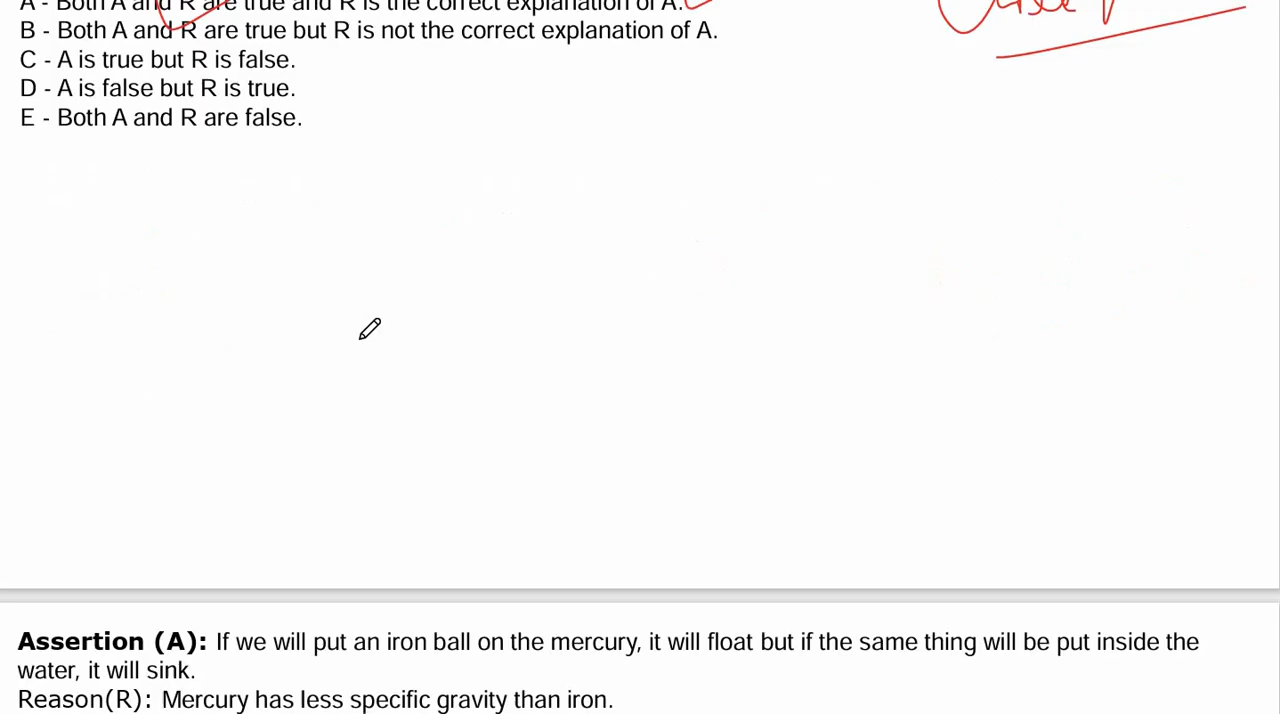 A - Both A and R are true and R is the correct explanation of A.
B - Both A and R are true but R is not the correct explanation of A.
C - A is true but R is false.
D - A is false but R is true.
E - Both A and R are false.
Assertion (A): If we will put an iron ball on the mercury, it will float but if the same thing will be put inside the
water, it will sink.
Reason(R): Mercury has less specific gravity than iron.